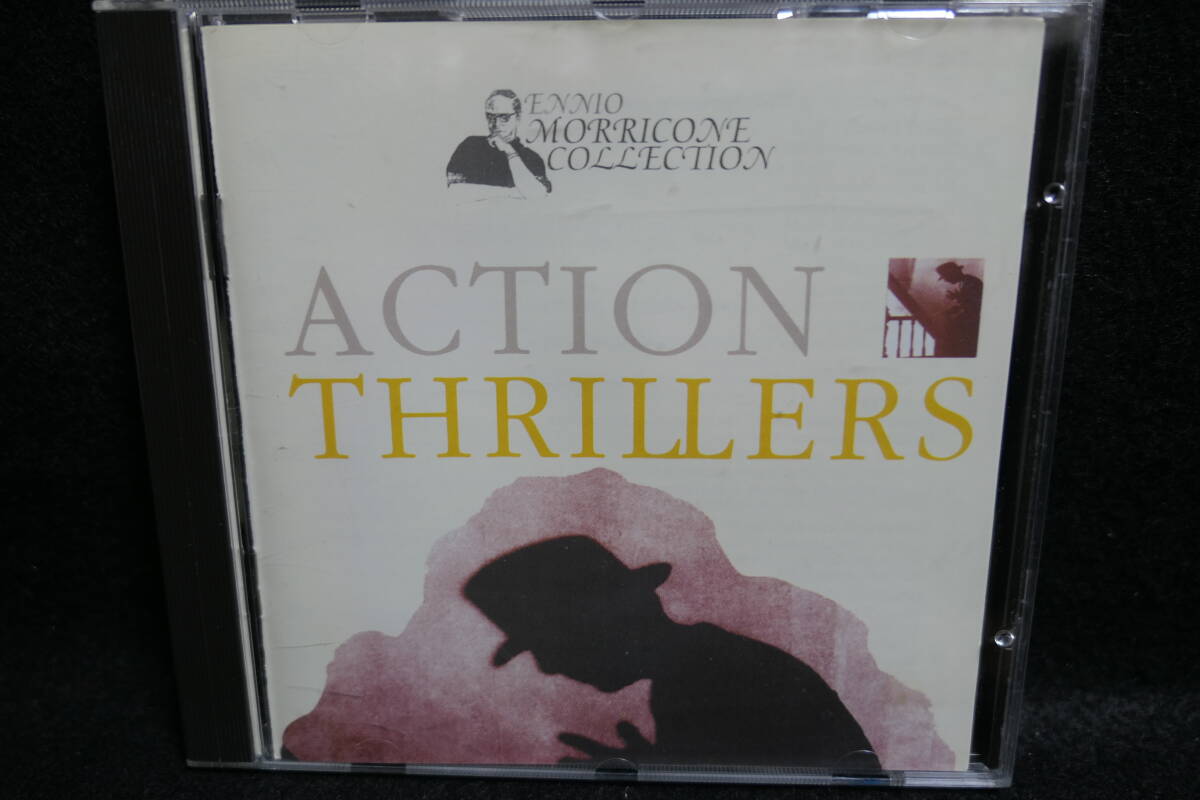 ENNIO
MORRICONE
COLLECTION
ACTION
THRILLERS